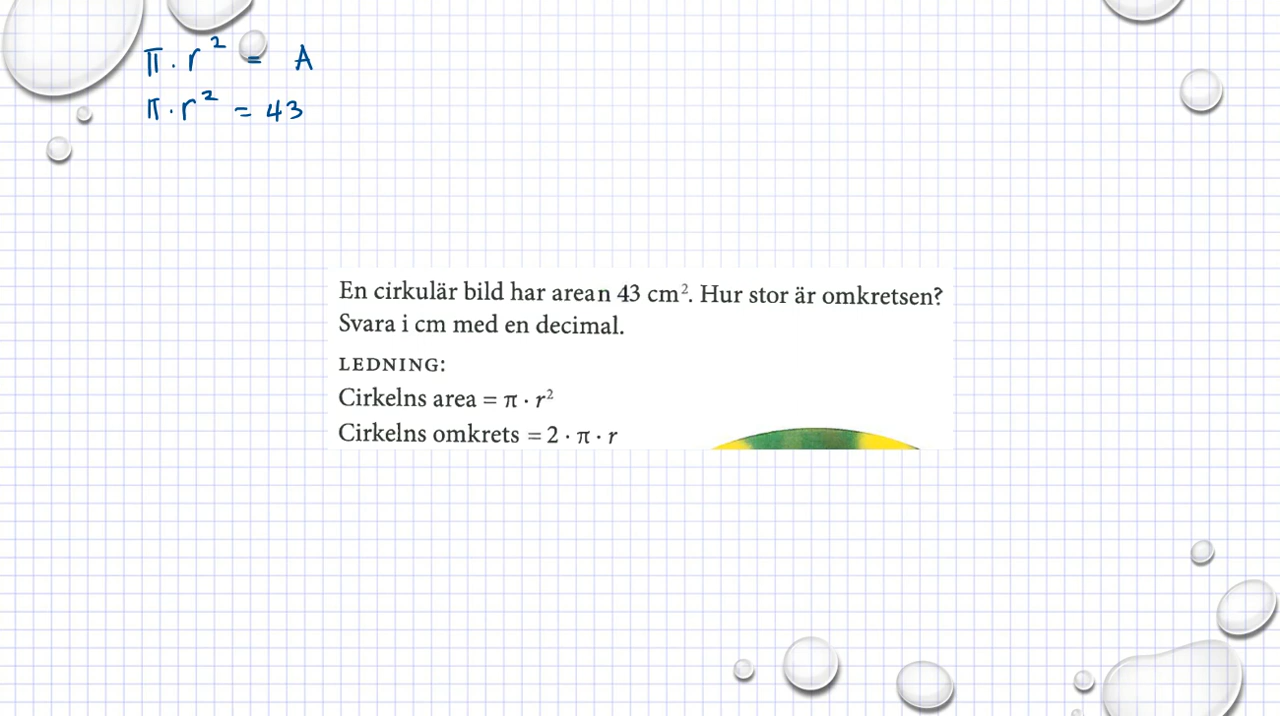 π · r² = A
π · r² = 43
En cirkulär bild har arean 43 cm². Hur stor är omkretsen?
Svara i cm med en decimal.
LEDNING:
Cirkelns area = π · r²
Cirkelns omkrets = 2 · π · r